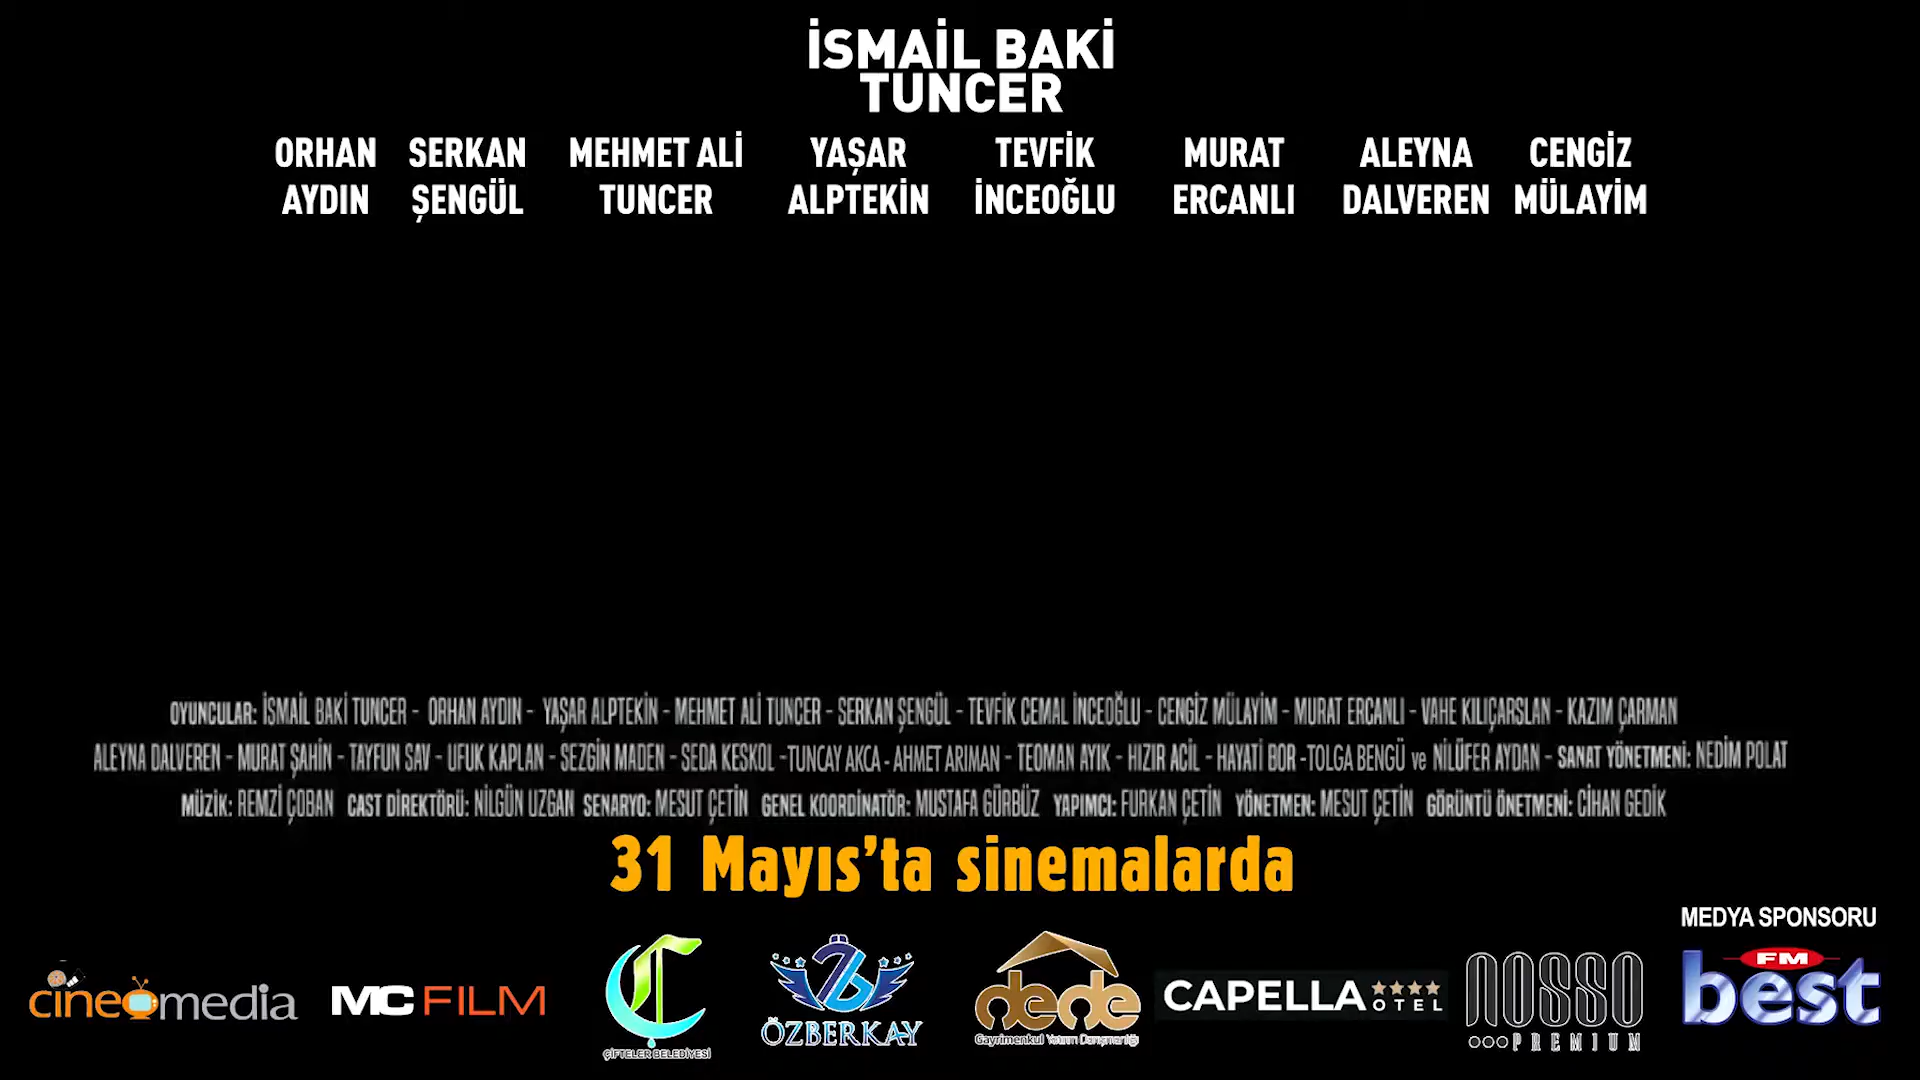 İSMAİL BAKİ
TUNCER
ORHAN SERKAN MEHMET ALİ YAŞAR TEVFİK MURAT ALEYNA CENGİZ
AYDIN ŞENGÜL TUNCER ALPTEKİN İNCEOĞLU ERCANLI DALVEREN MÜLAYİM
OYUNCULAR: İSMAİL BAKİ TUNCER - ORHAN AYDIN - YAŞAR ALPTEKİN - MEHMET ALİ TUNCER - SERKAN ŞENGÜL - TEVFİK CEMAL İNCEOĞLU - CENGİZ MÜLAYİM - MURAT ERCANLI - VAHE KILIÇARSLAN - KAZIM ÇARMAN
ALEYNA DALVEREN - MURAT ŞAHİN - TAYFUN SAV - UFUK KAPLAN - SEZGİN MADEN - SEDA KESKOL -TUNCAY AKCA - AHMET ARIMAN - TEOMAN AYIK - HIZIR ACİL - HAYATİ BOR -TOLGA BENGÜ ve NİLÜFER AYDAN - SANAT YÖNETMENİ: NEDİM POLAT
MÜZİK: REMZİ ÇOBAN CAST DİREKTÖRÜ: NİLGÜN UZGAN SENARYO: MESUT ÇETİN GENEL KOORDİNATÖR: MUSTAFA GÜRBÜZ YAPIMCI: FURKAN ÇETİN YÖNETMEN: MESUT ÇETİN GÖRÜNTÜ ÖNETMENİ: CİHAN GEDİK
31 Mayıs'ta sinemalarda
MEDYA SPONSORU
cineomedia
MC FILM
ÇİFTELER BELEDİYESİ
ÖZBERKAY
dede
Gayrimenkul Yatırım Danışmanlığı
CAPELLA OTEL
NOSSO
PREMIUM
FM
best